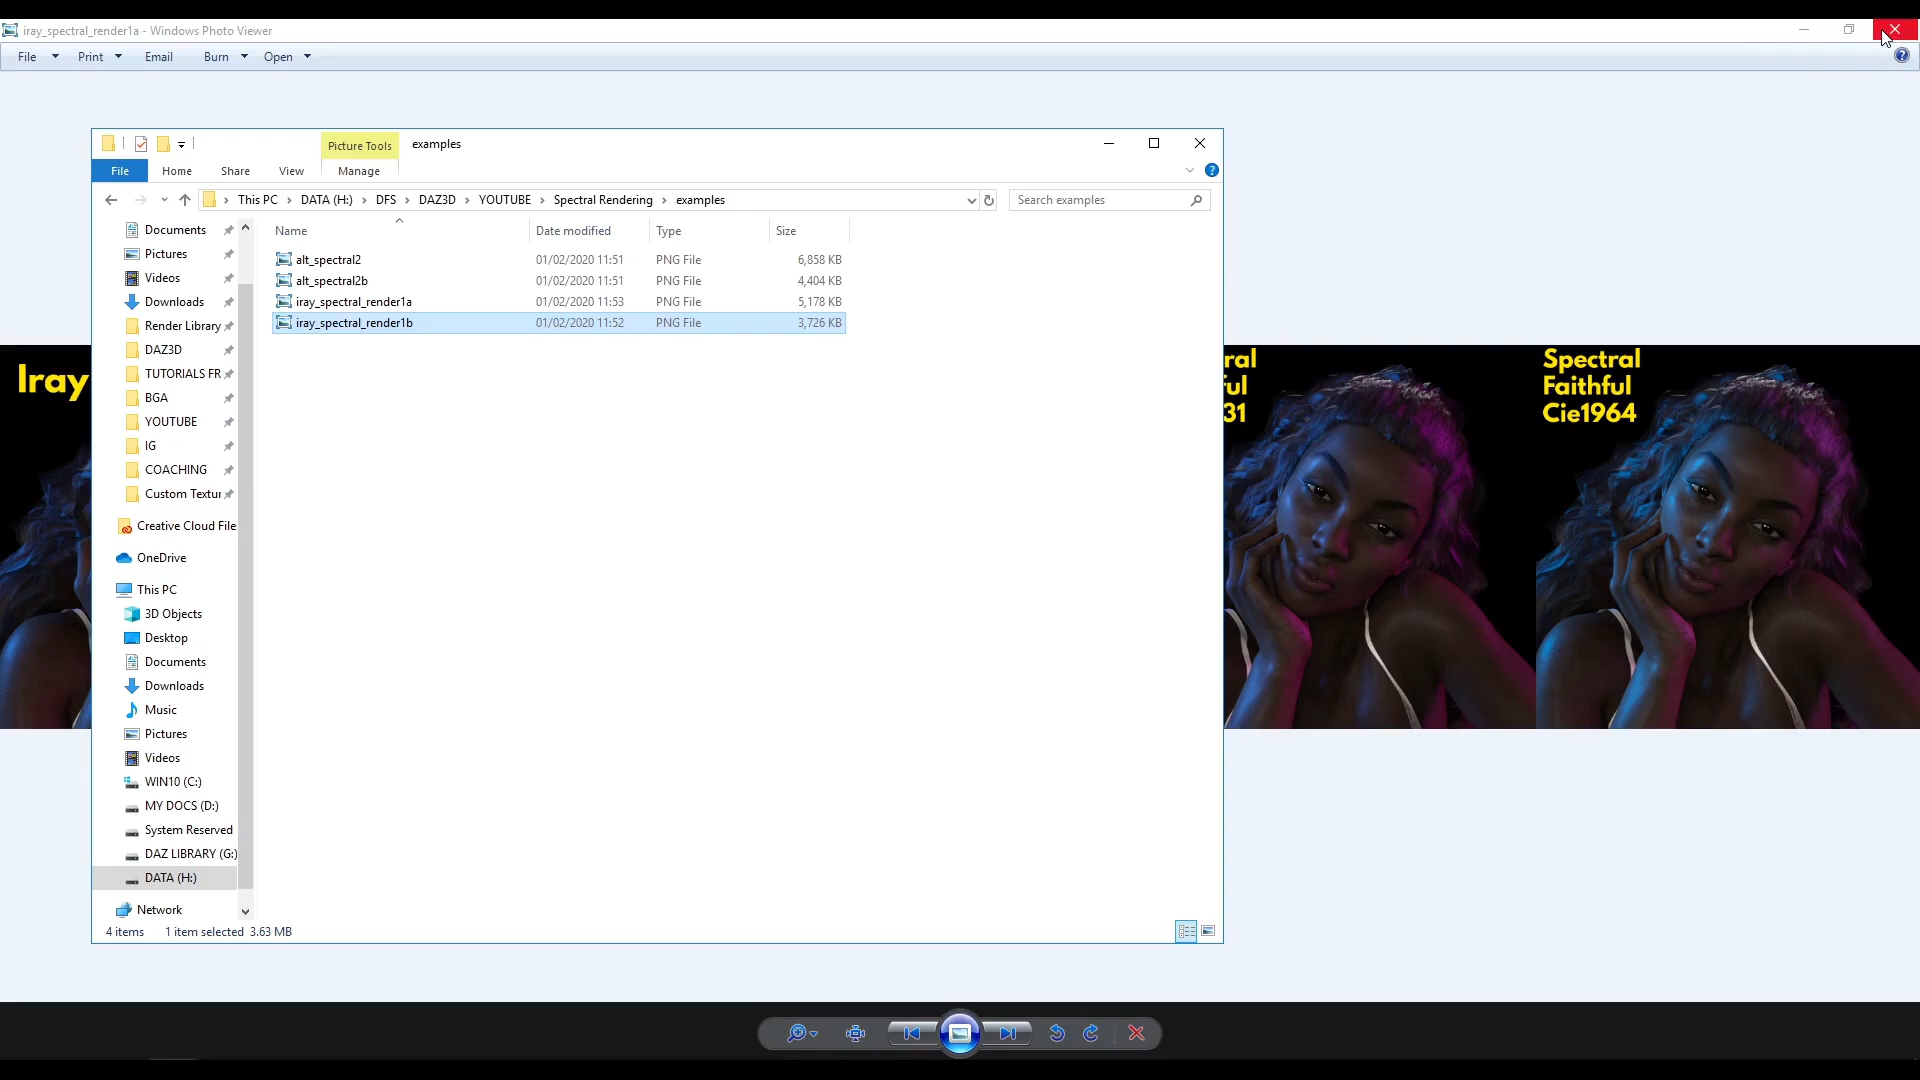 iray_spectral_render1a - Windows Photo Viewer
File Print Email Burn Open
Picture Tools examples
File Home Share View Manage
This PC DATA (H:) DFS DAZ3D YOUTUBE Spectral Rendering examples Search examples
Name Date modified Type Size
alt_spectral2 01/02/2020 11:51 PNG File 6,858 KB
alt_spectral2b 01/02/2020 11:51 PNG File 4,404 KB
iray_spectral_render1a 01/02/2020 11:53 PNG File 5,178 KB
iray_spectral_render1b 01/02/2020 11:52 PNG File 3,726 KB
Documents
Pictures
Videos
Downloads
Render Library
DAZ3D
TUTORIALS FR
BGA
YOUTUBE
IG
COACHING
Custom Textur
Creative Cloud File
OneDrive
This PC
3D Objects
Desktop
Documents
Downloads
Music
Pictures
Videos
WIN10 (C:)
MY DOCS (D:)
System Reserved
DAZ LIBRARY (G:)
DATA (H:)
Network
4 items 1 item selected 3.63 MB
Iray
ral
ful
31
Spectral
Faithful
Cie1964